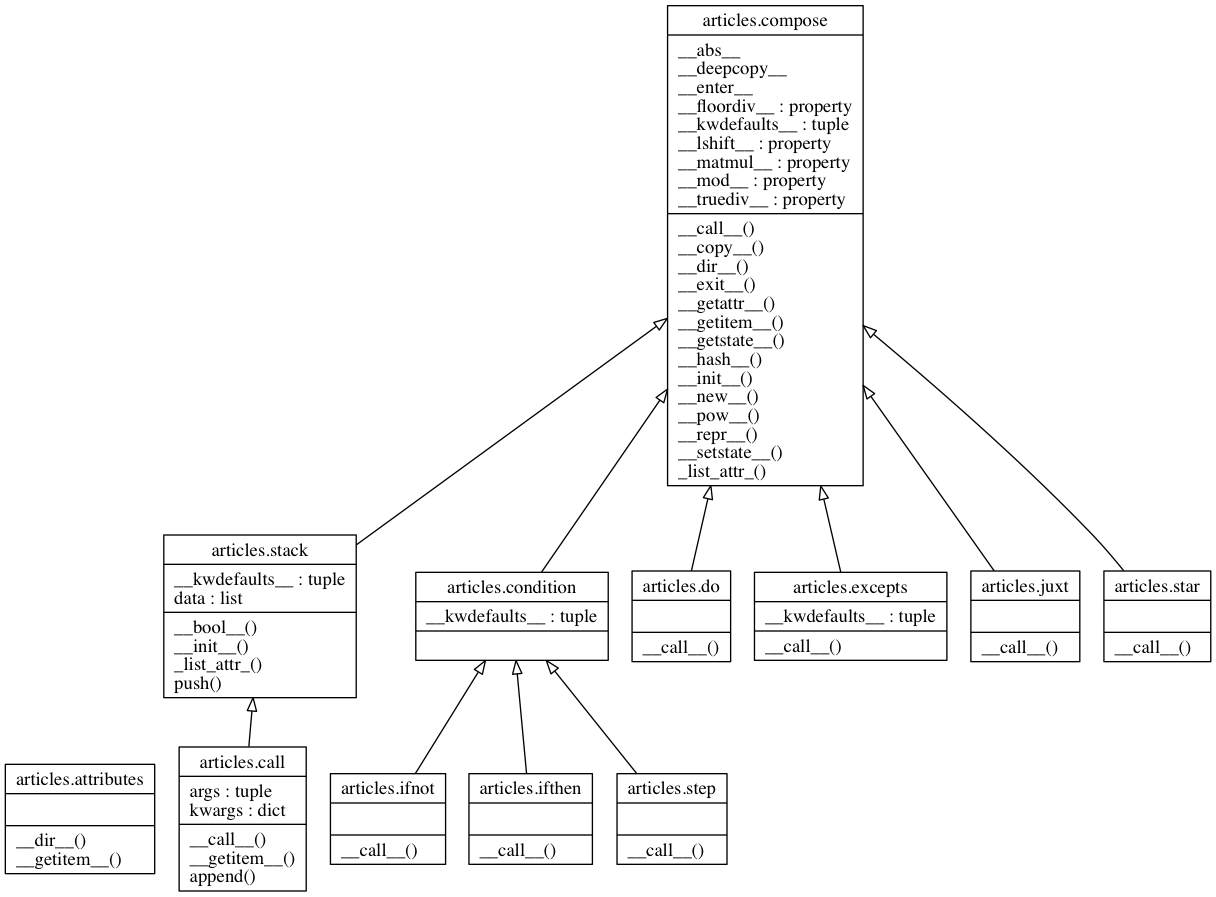 articles.compose
__abs__
__deepcopy__
__enter__
__floordiv__ : property
__kwdefaults__ : tuple
__lshift__ : property
__matmul__ : property
__mod__ : property
__truediv__ : property
__call__()
__copy__()
__dir__()
__exit__()
__getattr__()
__getitem__()
__getstate__()
__hash__()
__init__()
__new__()
__pow__()
__repr__()
__setstate__()
_list_attr_()
articles.stack
__kwdefaults__ : tuple
data : list
__bool__()
__init__()
_list_attr_()
push()
articles.condition
__kwdefaults__ : tuple
articles.do
__call__()
articles.excepts
__kwdefaults__ : tuple
__call__()
articles.juxt
__call__()
articles.star
__call__()
articles.attributes
__dir__()
__getitem__()
articles.call
args : tuple
kwargs : dict
__call__()
__getitem__()
append()
articles.ifnot
__call__()
articles.ifthen
__call__()
articles.step
__call__()